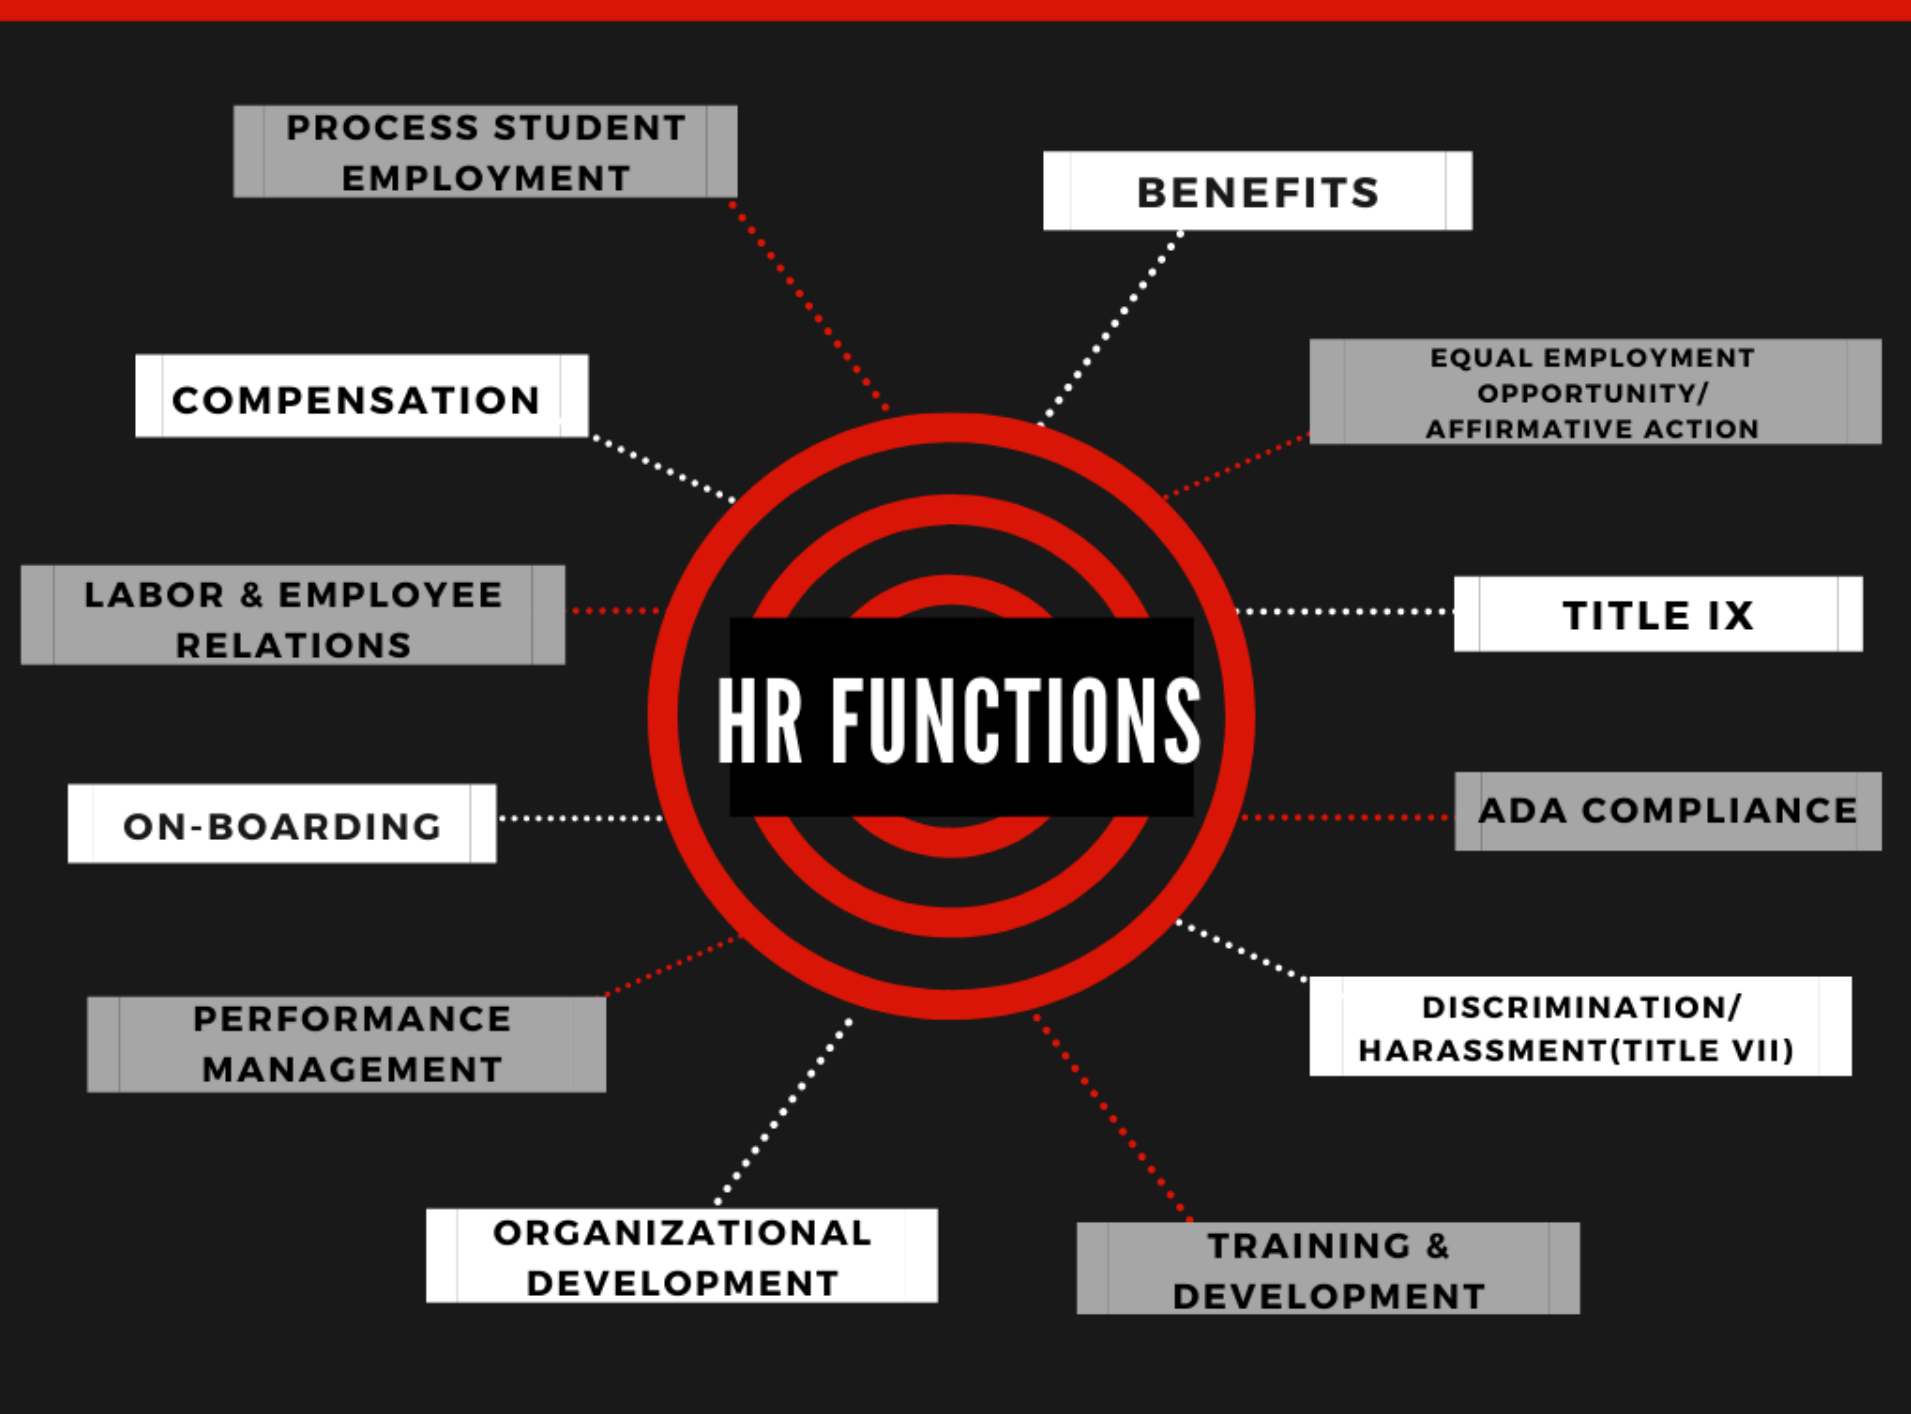 PROCESS STUDENT
EMPLOYMENT
BENEFITS
COMPENSATION
EQUAL EMPLOYMENT
OPPORTUNITY/
AFFIRMATIVE ACTION
LABOR & EMPLOYEE
RELATIONS
TITLE IX
HR FUNCTIONS
ON-BOARDING
ADA COMPLIANCE
PERFORMANCE
MANAGEMENT
DISCRIMINATION/
HARASSMENT(TITLE VII)
ORGANIZATIONAL
DEVELOPMENT
TRAINING &
DEVELOPMENT